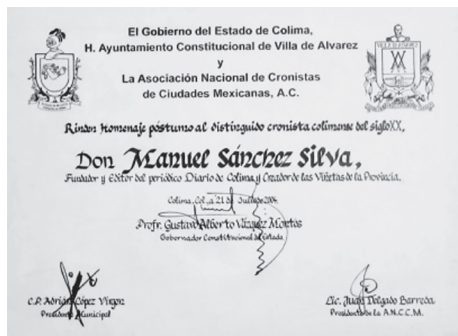 El Gobierno del Estado de Colima,
H. Ayuntamiento Constitucional de Villa de Alvarez
y
La Asociación Nacional de Cronistas
de Ciudades Mexicanas, A.C.
Rinden homenaje póstumo al distinguido cronista colimense del siglo XX,
Don Manuel Sánchez Silva,
Fundador y Editor del periódico Diario de Colima y Creador de las Viñetas de la Provincia.
Colima, Col., a 21 de Julio 2004
Profr. Gustavo Alberto Vázquez Montes
Gobernador Constitucional del Estado
C.P. Adrián López Virgen
Presidente Municipal
Lic. Juan Delgado Barreda
Presidente de la A.N.C.C.M.